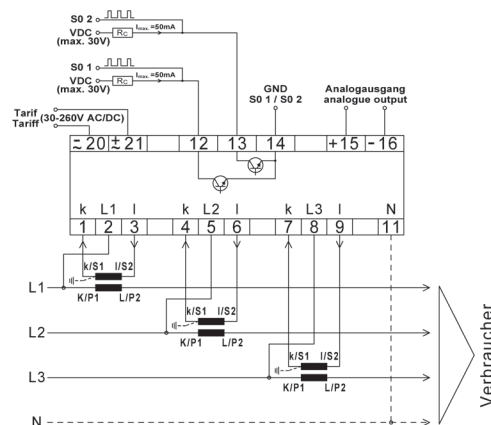 S0 2
VDC
(max. 30V)
Rc
Imax. =50mA
S0 1
VDC
(max. 30V)
Rc
Imax. =50mA
GND
S0 1 / S0 2
Analogausgang
analogue output
Tarif
Tariff
(30-260V AC/DC)
~ 20
± 21
12
13
14
+15
-16
k L1 l
k L2 l
k L3 l
N
1 2 3
4 5 6
7 8 9
11
k/S1 l/S2
K/P1 L/P2
k/S1 l/S2
K/P1 L/P2
k/S1 l/S2
K/P1 L/P2
L1
L2
L3
N
Verbraucher